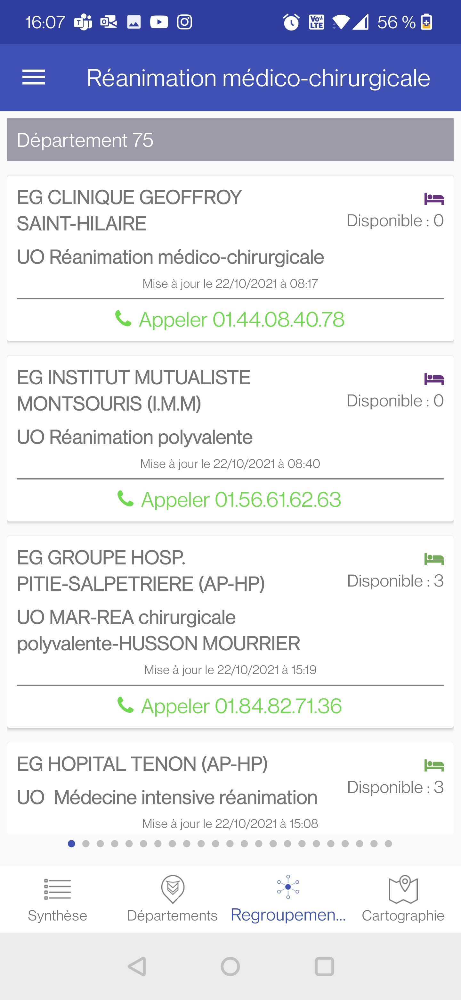 16:07
56 %
Réanimation médico-chirurgicale
Département 75
EG CLINIQUE GEOFFROY
SAINT-HILAIRE
Disponible : 0
UO Réanimation médico-chirurgicale
Mise à jour le 22/10/2021 à 08:17
Appeler 01.44.08.40.78
EG INSTITUT MUTUALISTE
MONTSOURIS (I.M.M)
Disponible : 0
UO Réanimation polyvalente
Mise à jour le 22/10/2021 à 08:40
Appeler 01.56.61.62.63
EG GROUPE HOSP.
PITIE-SALPETRIERE (AP-HP)
Disponible : 3
UO MAR-REA chirurgicale
polyvalente-HUSSON MOURRIER
Mise à jour le 22/10/2021 à 15:19
Appeler 01.84.82.71.36
EG HOPITAL TENON (AP-HP)
Disponible : 3
UO  Médecine intensive réanimation
Mise à jour le 22/10/2021 à 15:08
Synthèse
Départements
Regroupemen...
Cartographie